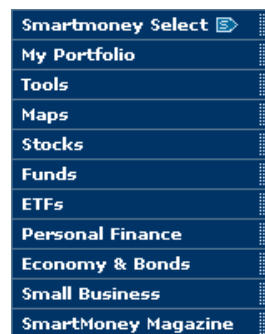 Smartmoney Select
My Portfolio
Tools
Maps
Stocks
Funds
ETFs
Personal Finance
Economy & Bonds
Small Business
SmartMoney Magazine